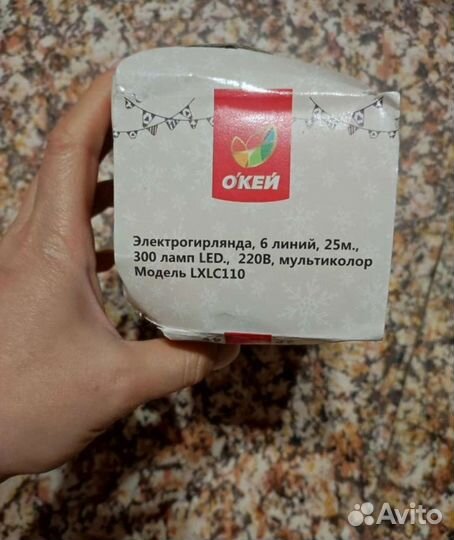 О'КЕЙ
Электрогирлянда, 6 линий, 25м.,
300 ламп LED., 220В, мультиколор
Модель LXLC110
Avito